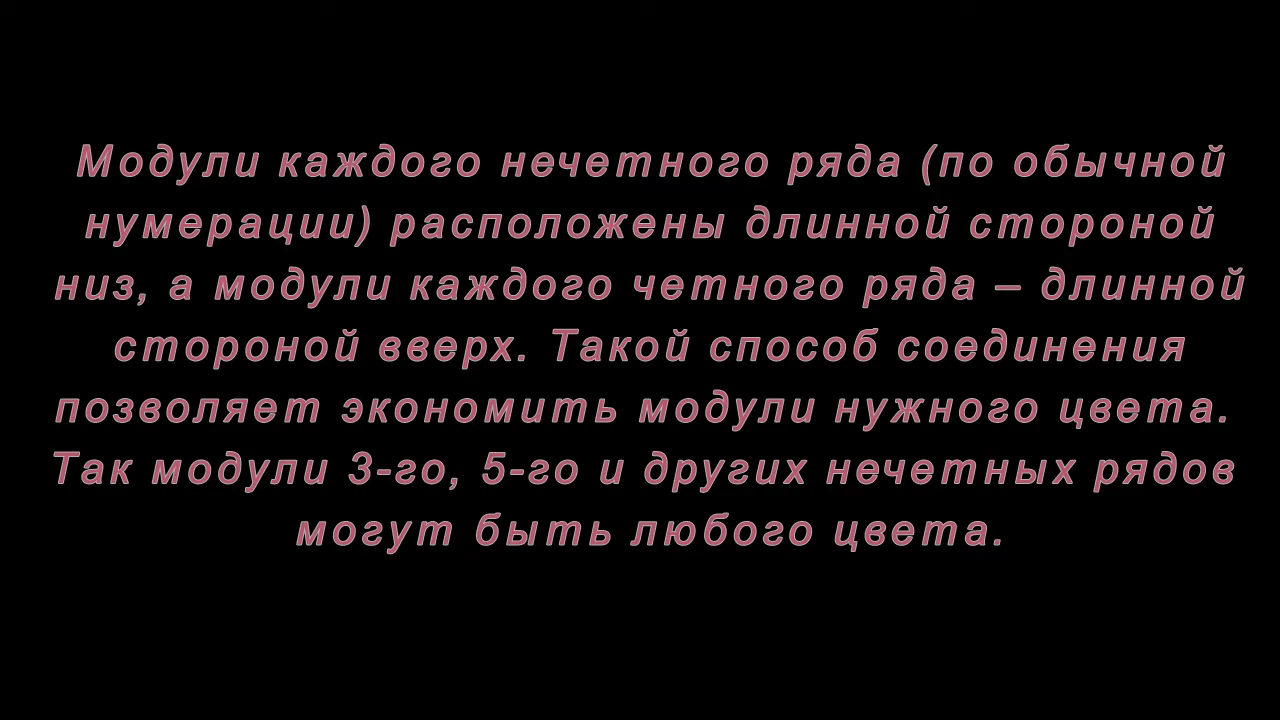 Модули каждого нечетного ряда (по обычной
нумерации) расположены длинной стороной
низ, а модули каждого четного ряда – длинной
стороной вверх. Такой способ соединения
позволяет экономить модули нужного цвета.
Так модули 3-го, 5-го и других нечетных рядов
могут быть любого цвета.